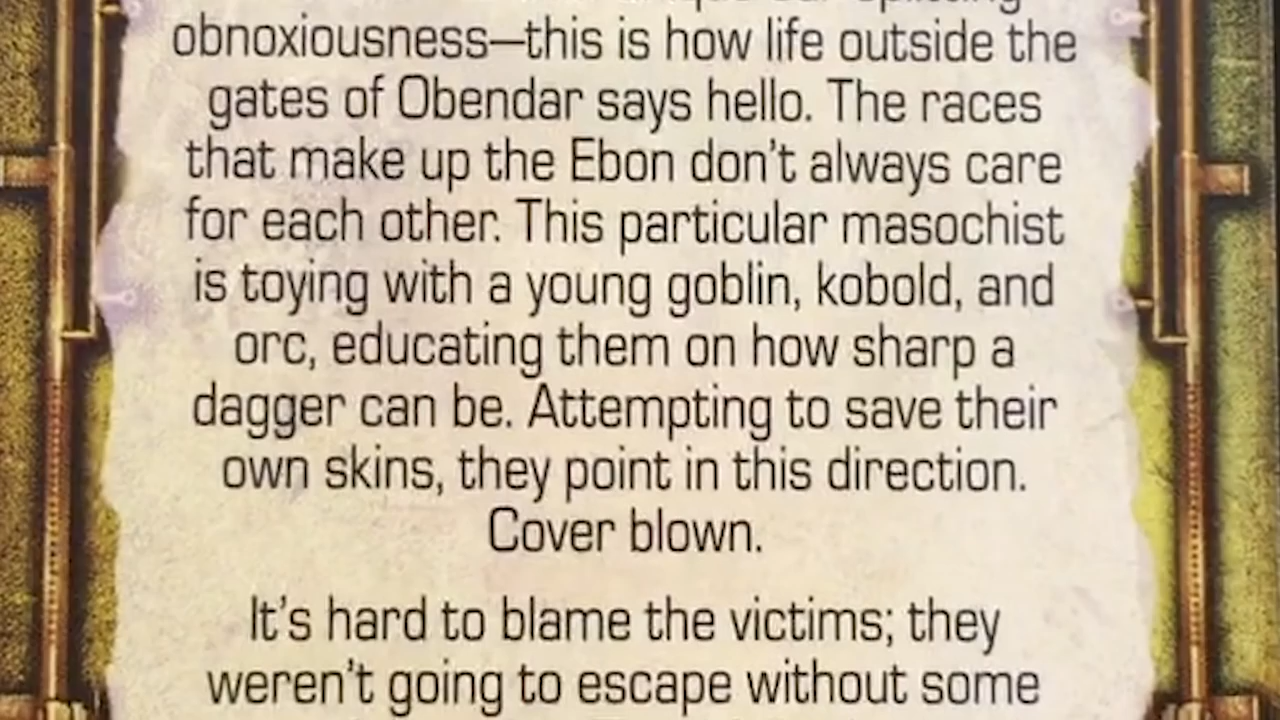 obnoxiousness—this is how life outside the
gates of Obendar says hello. The races
that make up the Ebon don't always care
for each other. This particular masochist
is toying with a young goblin, kobold, and
orc, educating them on how sharp a
dagger can be. Attempting to save their
own skins, they point in this direction.
Cover blown.
It's hard to blame the victims; they
weren't going to escape without some